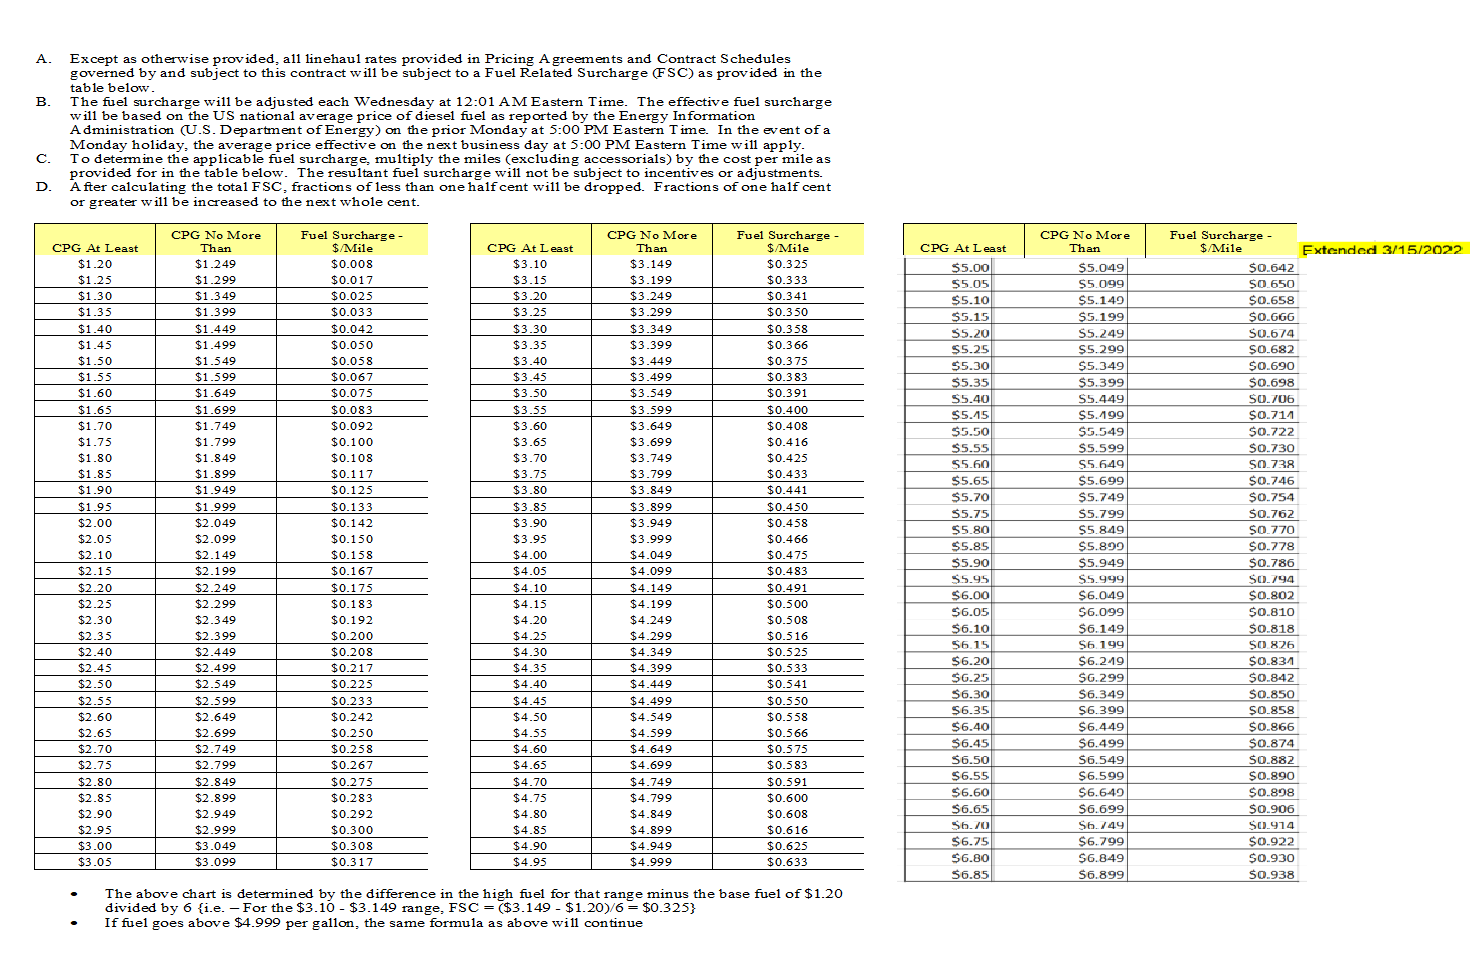 A. Except as otherwise provided, all linehaul rates provided in Pricing Agreements and Contract Schedules
governed by and subject to this contract will be subject to a Fuel Related Surcharge (FSC) as provided in the
table below.
B. The fuel surcharge will be adjusted each Wednesday at 12:01 AM Eastern Time. The effective fuel surcharge
will be based on the US national average price of diesel fuel as reported by the Energy Information
Administration (U.S. Department of Energy) on the prior Monday at 5:00 PM Eastern Time. In the event of a
Monday holiday, the average price effective on the next business day at 5:00 PM Eastern Time will apply.
C. To determine the applicable fuel surcharge, multiply the miles (excluding accessorials) by the cost per mile as
provided for in the table below. The resultant fuel surcharge will not be subject to incentives or adjustments.
D. After calculating the total FSC, fractions of less than one half cent will be dropped. Fractions of one half cent
or greater will be increased to the next whole cent.
CPG At Least CPG No More Than Fuel Surcharge - $/Mile
$1.20 $1.249 $0.008
$1.25 $1.299 $0.017
$1.30 $1.349 $0.025
$1.35 $1.399 $0.033
$1.40 $1.449 $0.042
$1.45 $1.499 $0.050
$1.50 $1.549 $0.058
$1.55 $1.599 $0.067
$1.60 $1.649 $0.075
$1.65 $1.699 $0.083
$1.70 $1.749 $0.092
$1.75 $1.799 $0.100
$1.80 $1.849 $0.108
$1.85 $1.899 $0.117
$1.90 $1.949 $0.125
$1.95 $1.999 $0.133
$2.00 $2.049 $0.142
$2.05 $2.099 $0.150
$2.10 $2.149 $0.158
$2.15 $2.199 $0.167
$2.20 $2.249 $0.175
$2.25 $2.299 $0.183
$2.30 $2.349 $0.192
$2.35 $2.399 $0.200
$2.40 $2.449 $0.208
$2.45 $2.499 $0.217
$2.50 $2.549 $0.225
$2.55 $2.599 $0.233
$2.60 $2.649 $0.242
$2.65 $2.699 $0.250
$2.70 $2.749 $0.258
$2.75 $2.799 $0.267
$2.80 $2.849 $0.275
$2.85 $2.899 $0.283
$2.90 $2.949 $0.292
$2.95 $2.999 $0.300
$3.00 $3.049 $0.308
$3.05 $3.099 $0.317
CPG At Least CPG No More Than Fuel Surcharge - $/Mile
$3.10 $3.149 $0.325
$3.15 $3.199 $0.333
$3.20 $3.249 $0.341
$3.25 $3.299 $0.350
$3.30 $3.349 $0.358
$3.35 $3.399 $0.366
$3.40 $3.449 $0.375
$3.45 $3.499 $0.383
$3.50 $3.549 $0.391
$3.55 $3.599 $0.400
$3.60 $3.649 $0.408
$3.65 $3.699 $0.416
$3.70 $3.749 $0.425
$3.75 $3.799 $0.433
$3.80 $3.849 $0.441
$3.85 $3.899 $0.450
$3.90 $3.949 $0.458
$3.95 $3.999 $0.466
$4.00 $4.049 $0.475
$4.05 $4.099 $0.483
$4.10 $4.149 $0.491
$4.15 $4.199 $0.500
$4.20 $4.249 $0.508
$4.25 $4.299 $0.516
$4.30 $4.349 $0.525
$4.35 $4.399 $0.533
$4.40 $4.449 $0.541
$4.45 $4.499 $0.550
$4.50 $4.549 $0.558
$4.55 $4.599 $0.566
$4.60 $4.649 $0.575
$4.65 $4.699 $0.583
$4.70 $4.749 $0.591
$4.75 $4.799 $0.600
$4.80 $4.849 $0.608
$4.85 $4.899 $0.616
$4.90 $4.949 $0.625
$4.95 $4.999 $0.633
CPG At Least CPG No More Than Fuel Surcharge - $/Mile
Extended 3/15/2022
$5.00 $5.049 $0.642
$5.05 $5.099 $0.650
$5.10 $5.149 $0.658
$5.15 $5.199 $0.666
$5.20 $5.249 $0.674
$5.25 $5.299 $0.682
$5.30 $5.349 $0.690
$5.35 $5.399 $0.698
$5.40 $5.449 $0.706
$5.45 $5.499 $0.714
$5.50 $5.549 $0.722
$5.55 $5.599 $0.730
$5.60 $5.649 $0.738
$5.65 $5.699 $0.746
$5.70 $5.749 $0.754
$5.75 $5.799 $0.762
$5.80 $5.849 $0.770
$5.85 $5.899 $0.778
$5.90 $5.949 $0.786
$5.95 $5.999 $0.794
$6.00 $6.049 $0.802
$6.05 $6.099 $0.810
$6.10 $6.149 $0.818
$6.15 $6.199 $0.826
$6.20 $6.249 $0.834
$6.25 $6.299 $0.842
$6.30 $6.349 $0.850
$6.35 $6.399 $0.858
$6.40 $6.449 $0.866
$6.45 $6.499 $0.874
$6.50 $6.549 $0.882
$6.55 $6.599 $0.890
$6.60 $6.649 $0.898
$6.65 $6.699 $0.906
$6.70 $6.749 $0.914
$6.75 $6.799 $0.922
$6.80 $6.849 $0.930
$6.85 $6.899 $0.938
• The above chart is determined by the difference in the high fuel for that range minus the base fuel of $1.20
divided by 6 {i.e. – For the $3.10 - $3.149 range, FSC = ($3.149 - $1.20)/6 = $0.325}
• If fuel goes above $4.999 per gallon, the same formula as above will continue